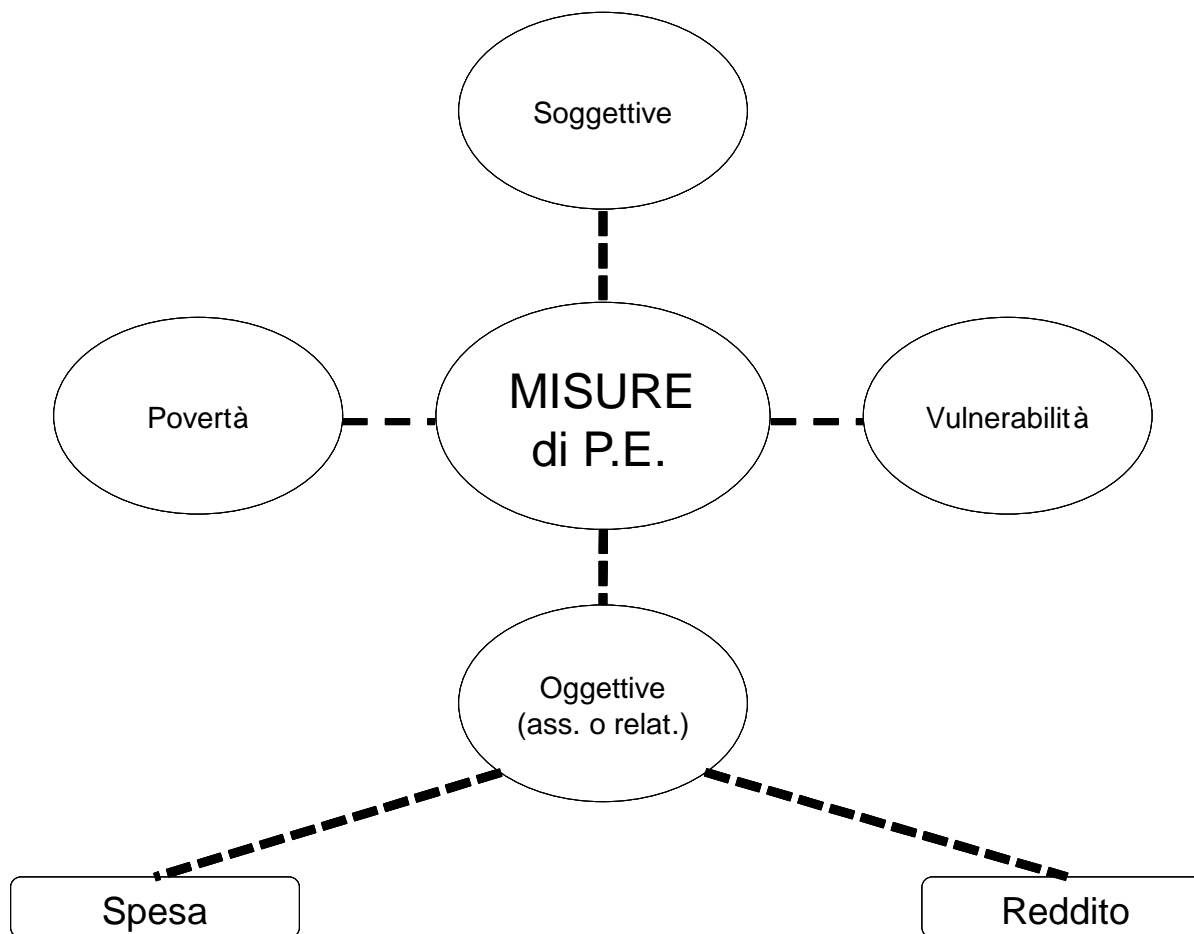 Soggettive
MISURE
di P.E.
Povertà
Vulnerabilità
Oggettive
(ass. o relat.)
Spesa
Reddito